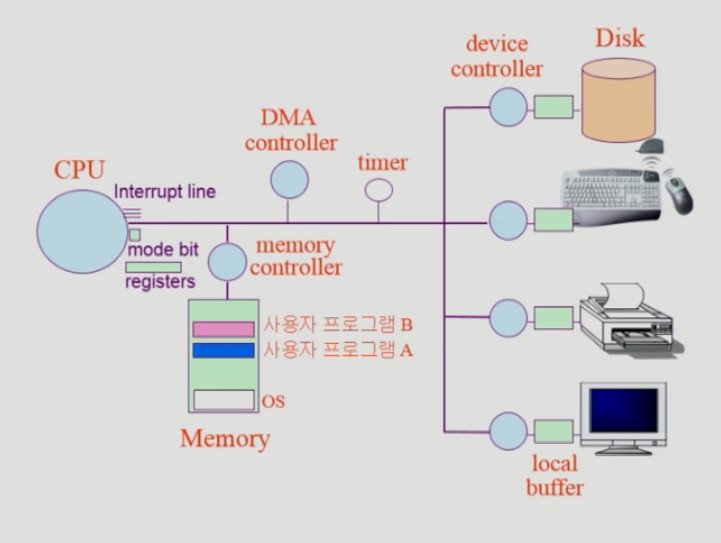 device
controller
Disk
DMA
controller
timer
CPU
Interrupt line
mode bit
registers
memory
controller
사용자 프로그램 B
사용자 프로그램 A
OS
Memory
local
buffer